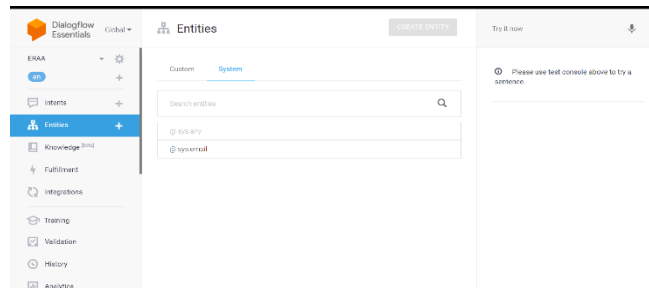 Dialogflow
Essentials
Global
Entities
CREATE ENTITY
Try it now
ERAA
en
Custom
System
Please use test console above to try a
sentence.
Intents
Search entities
Entities
@ sys.any
Knowledge [beta]
@ sys.email
Fulfillment
Integrations
Training
Validation
History
Analytics